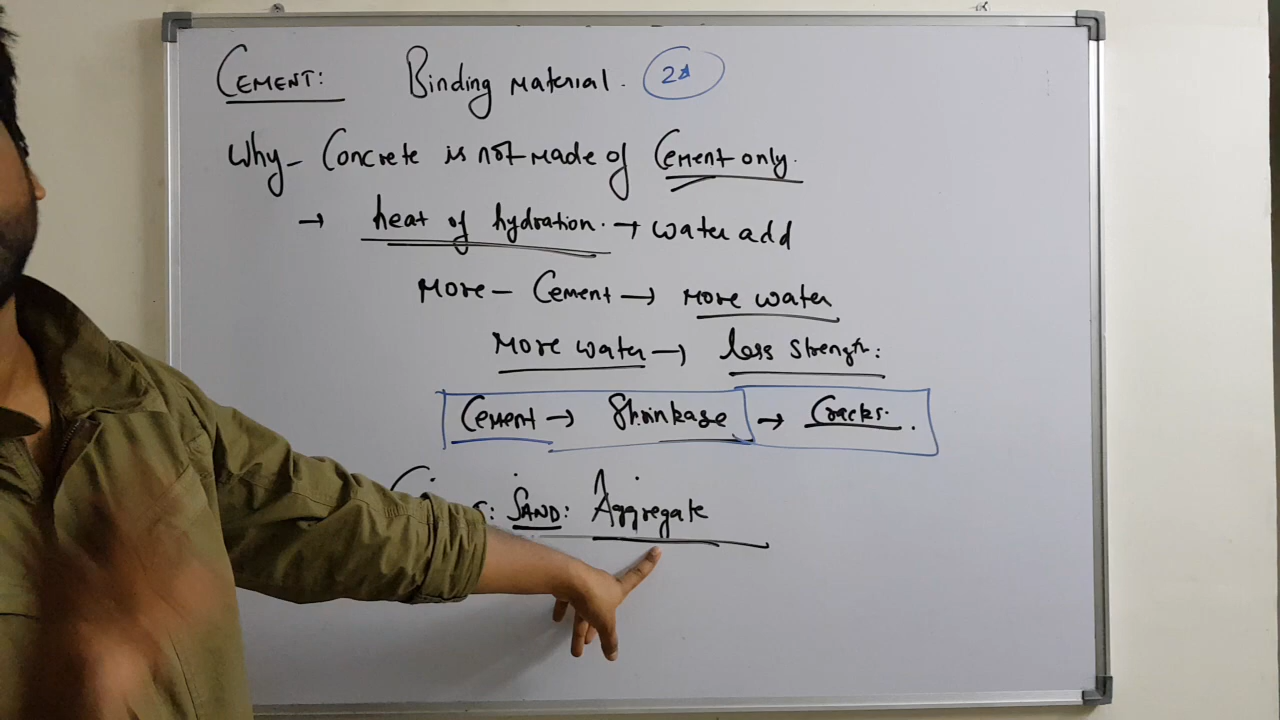 CEMENT: Binding material.
Why - Concrete is not made of Cement only.
→ heat of hydration. → water add
More - Cement → More water
More water → less strength:
Cement → Shrinkage → Cracks.
: SAND: Aggregate